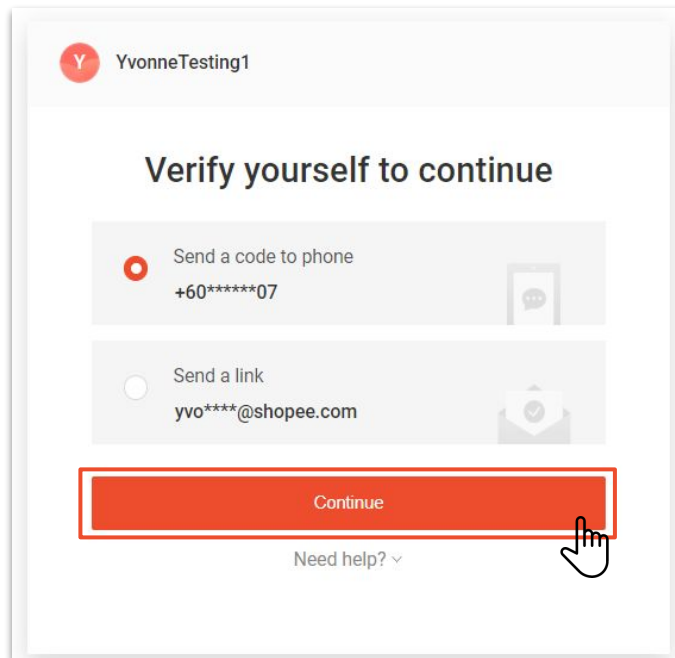 Y
YvonneTesting1
Verify yourself to continue
Send a code to phone
+60******07
Send a link
yvo****@shopee.com
Continue
Need help?